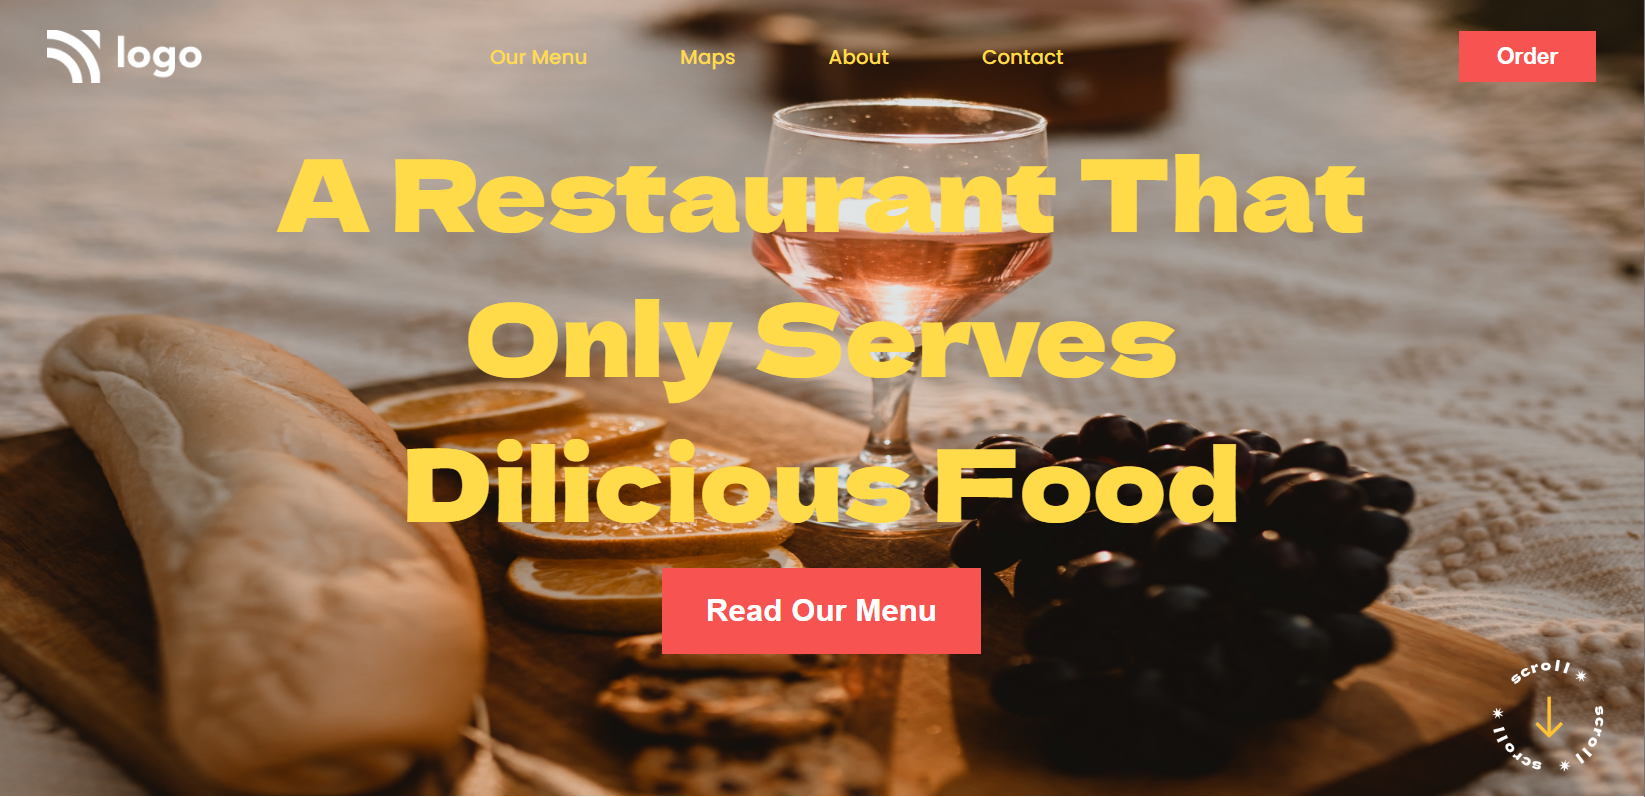 logo
Our Menu Maps About Contact
Order
A Restaurant That
Only Serves
Dilicious Food
Read Our Menu
scroll ✷ scroll ✷ scroll ✷